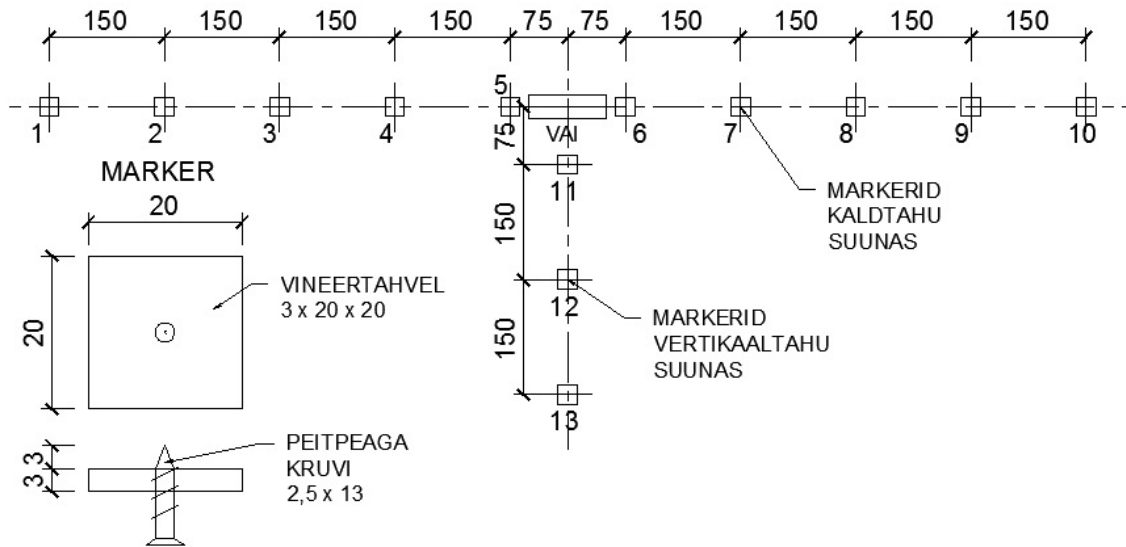 150 150 150 150 75 75 150 150 150 150
1 2 3 4 5 VAI 6 7 8 9 10
75
11
150
12
150
13
MARKER
20
20
VINEERTAHVEL
3 x 20 x 20
MARKERID
KALDTAHU
SUUNAS
MARKERID
VERTIKAALTAHU
SUUNAS
3
3
PEITPEAGA
KRUVI
2,5 x 13